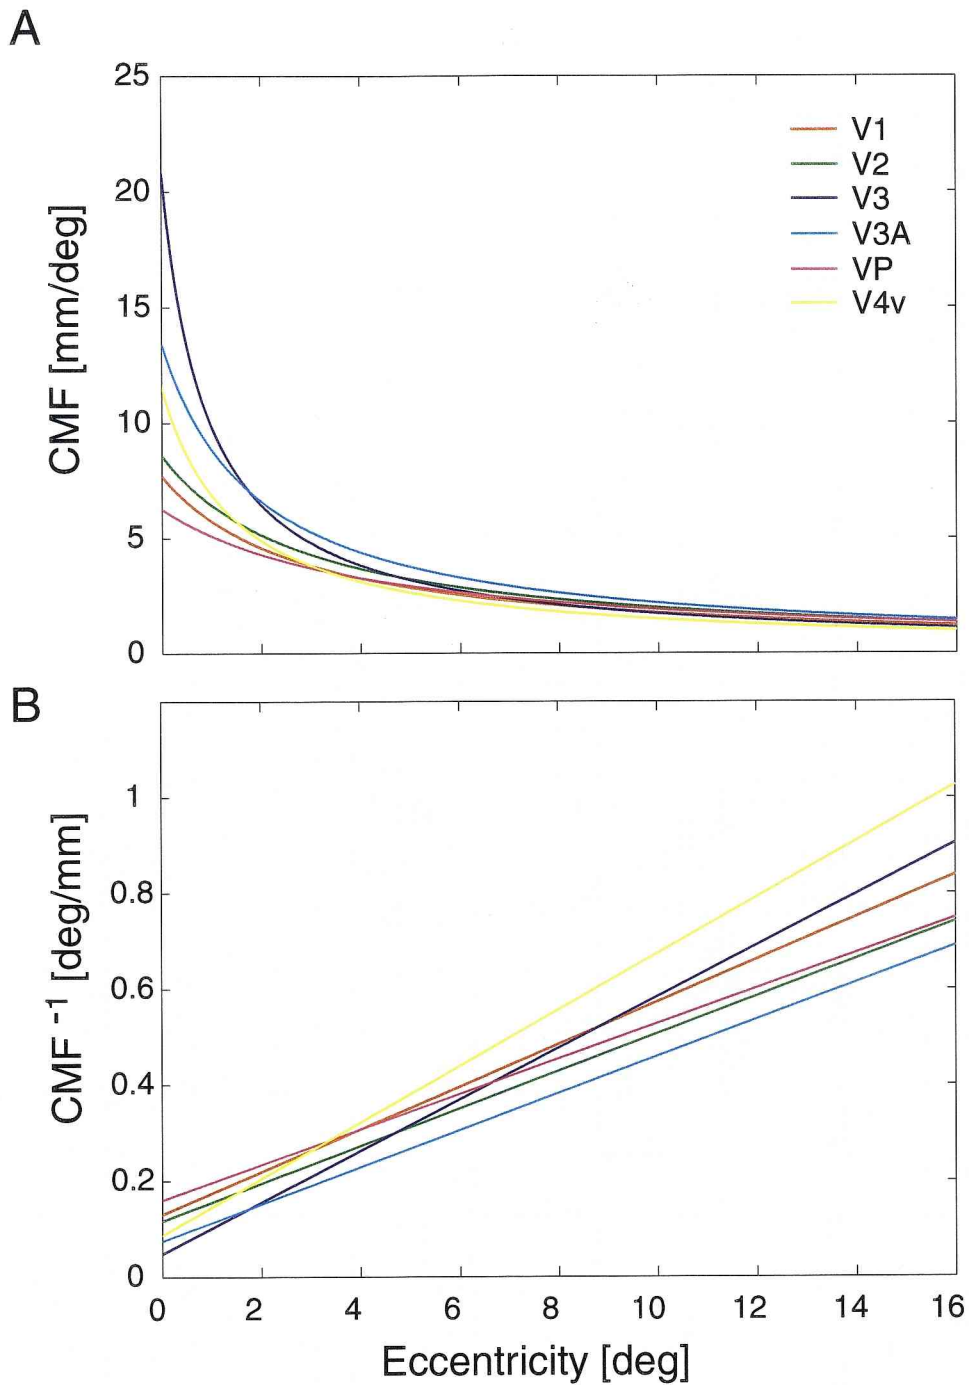 A
25
20
15
10
5
0
CMF [mm/deg]
V1
V2
V3
V3A
VP
V4v
B
1
0.8
0.6
0.4
0.2
0
CMF -1 [deg/mm]
0 2 4 6 8 10 12 14 16
Eccentricity [deg]